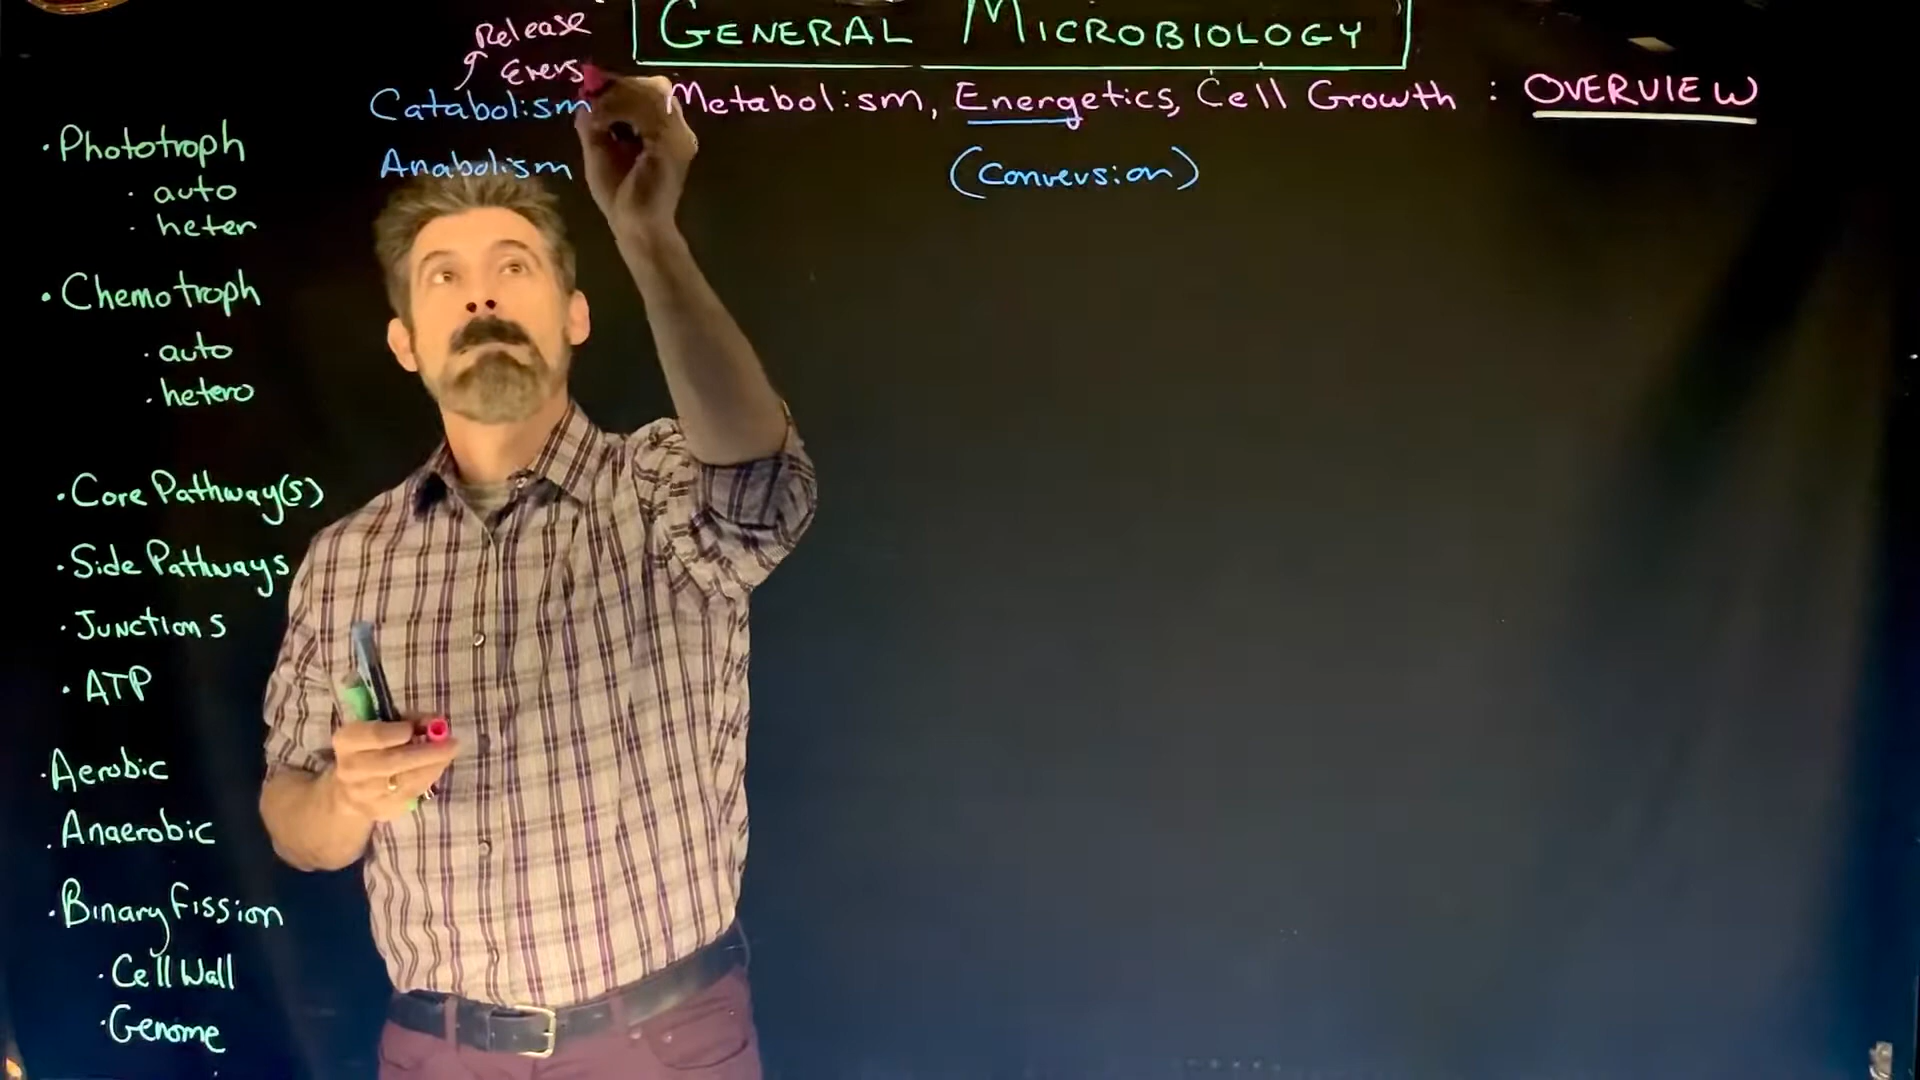 GENERAL MICROBIOLOGY
Release
Energ
Catabolism
Metabolism, Energetics, Cell Growth : OVERVIEW
Anabolism
(Conversion)
· Phototroph
· auto
· heter
· Chemotroph
· auto
· hetero
· Core Pathway(s)
· Side Pathways
· Junctions
· ATP
· Aerobic
· Anaerobic
· Binary Fission
· Cell Wall
· Genome